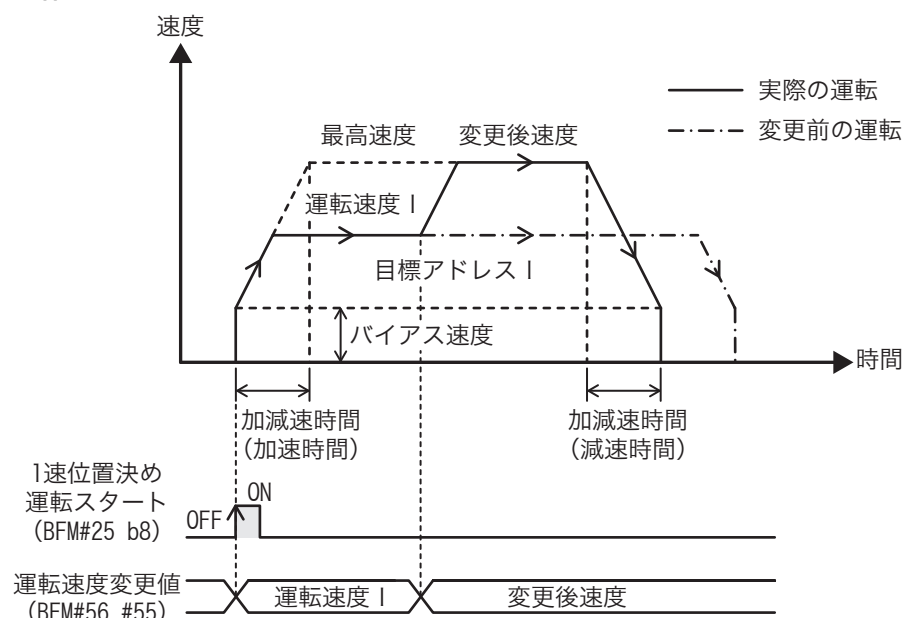 速度
実際の運転
変更前の運転
最高速度
変更後速度
運転速度Ⅰ
目標アドレスⅠ
バイアス速度
時間
加減速時間
(加速時間)
加減速時間
(減速時間)
1速位置決め
運転スタート
(BFM#25 b8)
OFF
ON
運転速度変更値
(BFM#56,#55)
運転速度Ⅰ
変更後速度